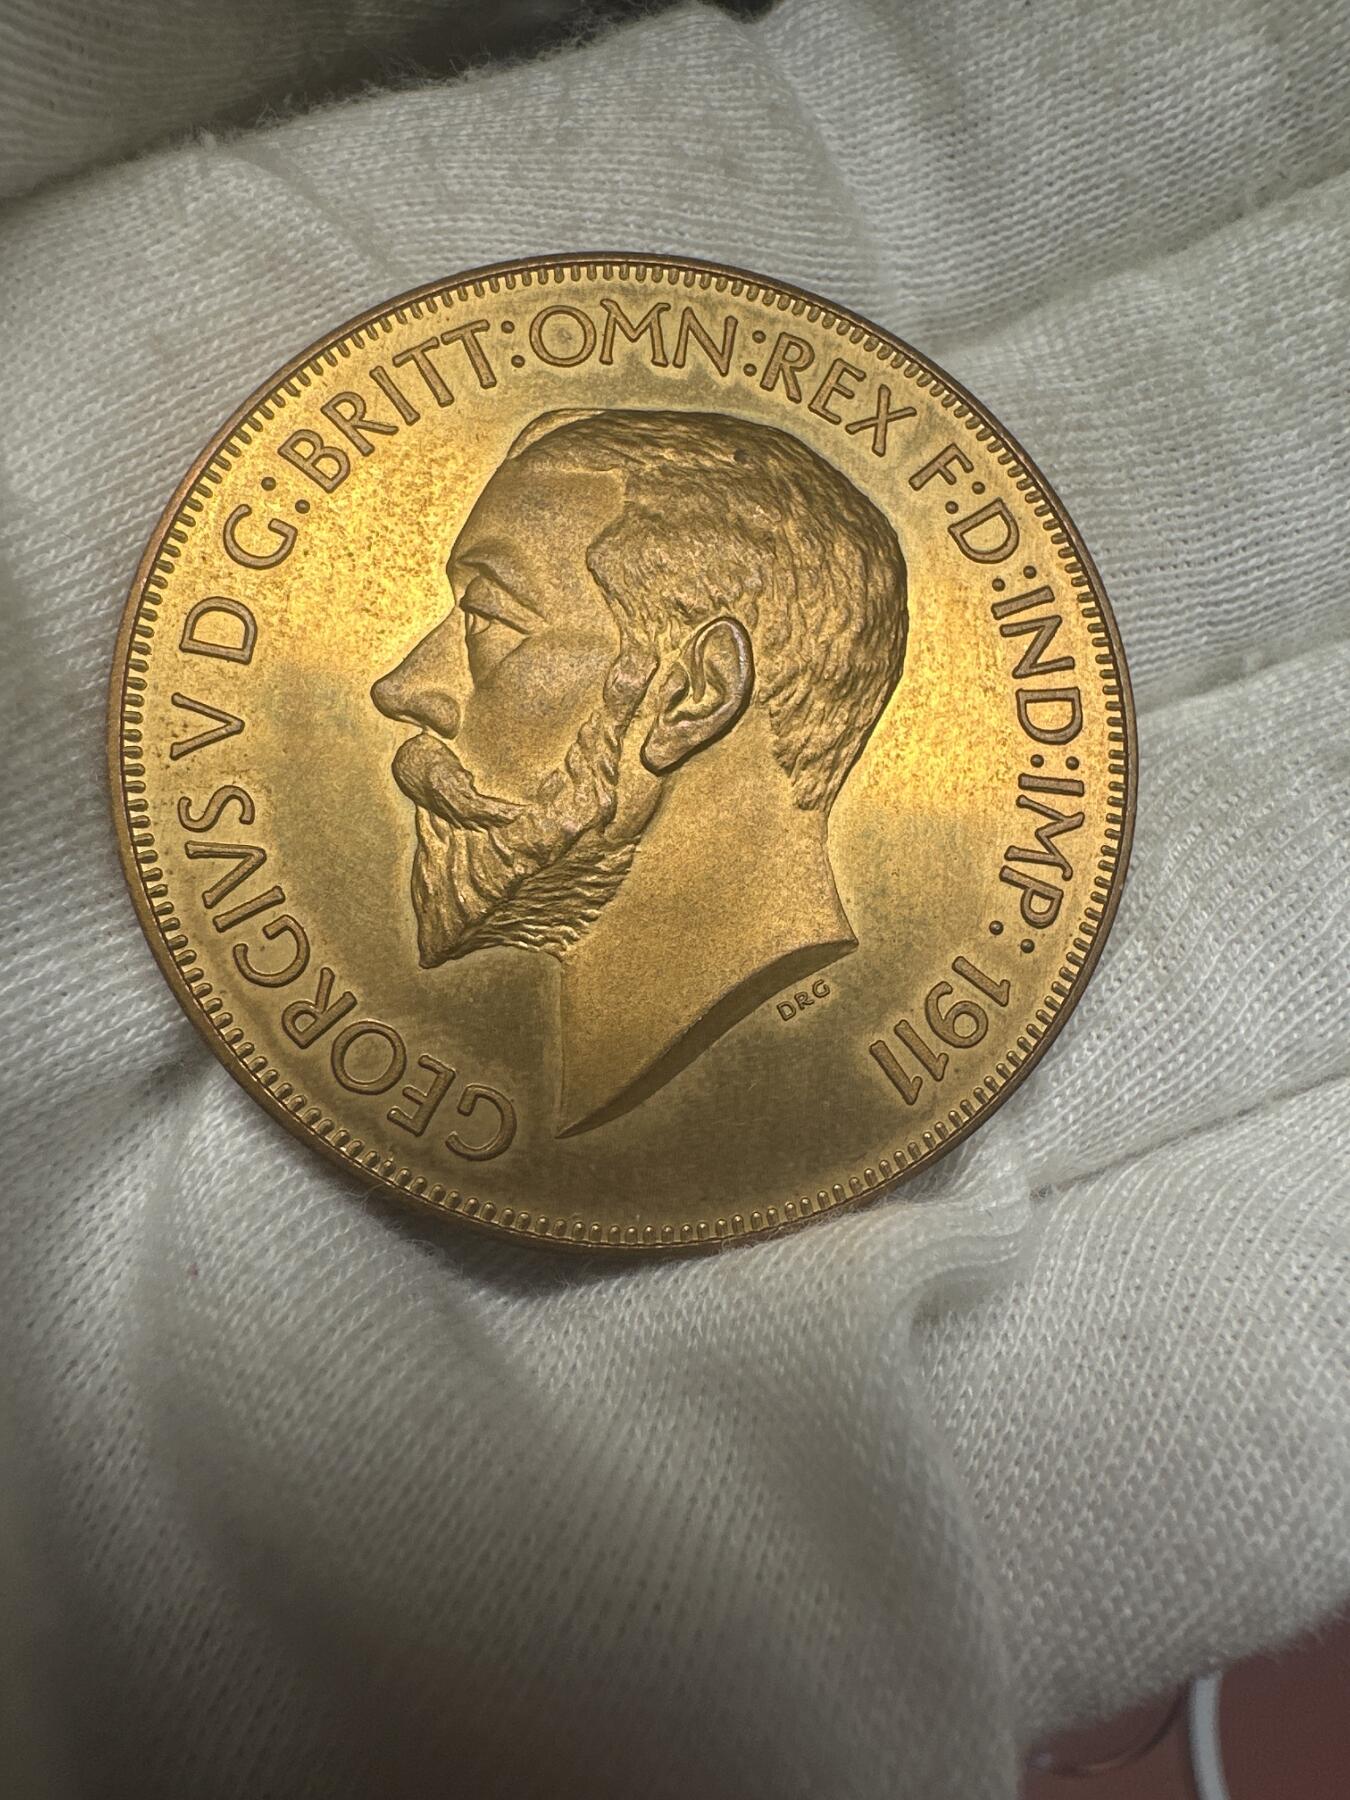 GEORGIVS V D G:BRITT:OMN:REX F:D:IND:IMP: 1911
DRG